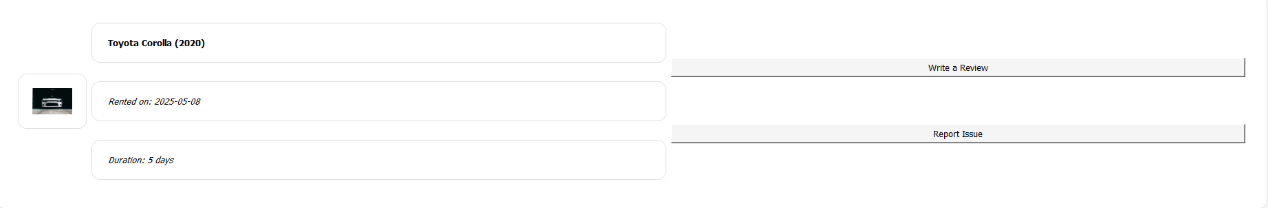 Toyota Corolla (2020)
Rented on: 2025-05-08
Duration: 5 days
Write a Review
Report Issue